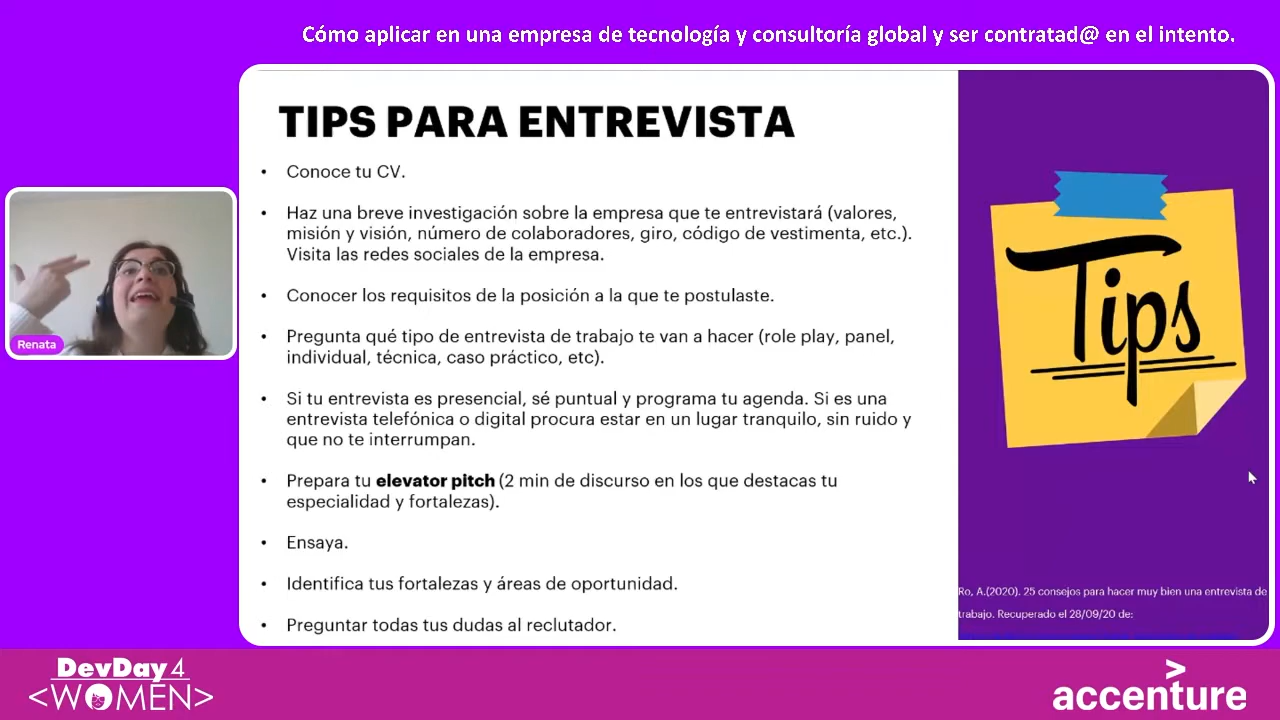 Cómo aplicar en una empresa de tecnología y consultoría global y ser contratad@ en el intento.
TIPS PARA ENTREVISTA
• Conoce tu CV.
• Haz una breve investigación sobre la empresa que te entrevistará (valores,
misión y visión, número de colaboradores, giro, código de vestimenta, etc.).
Visita las redes sociales de la empresa.
• Conocer los requisitos de la posición a la que te postulaste.
• Pregunta qué tipo de entrevista de trabajo te van a hacer (role play, panel,
individual, técnica, caso práctico, etc).
• Si tu entrevista es presencial, sé puntual y programa tu agenda. Si es una
entrevista telefónica o digital procura estar en un lugar tranquilo, sin ruido y
que no te interrumpan.
• Prepara tu elevator pitch (2 min de discurso en los que destacas tu
especialidad y fortalezas).
• Ensaya.
• Identifica tus fortalezas y áreas de oportunidad.
• Preguntar todas tus dudas al reclutador.
Renata
Tips
Ro, A.(2020). 25 consejos para hacer muy bien una entrevista de
trabajo. Recuperado el 28/09/20 de:
DevDay4
<WOMEN>
accenture